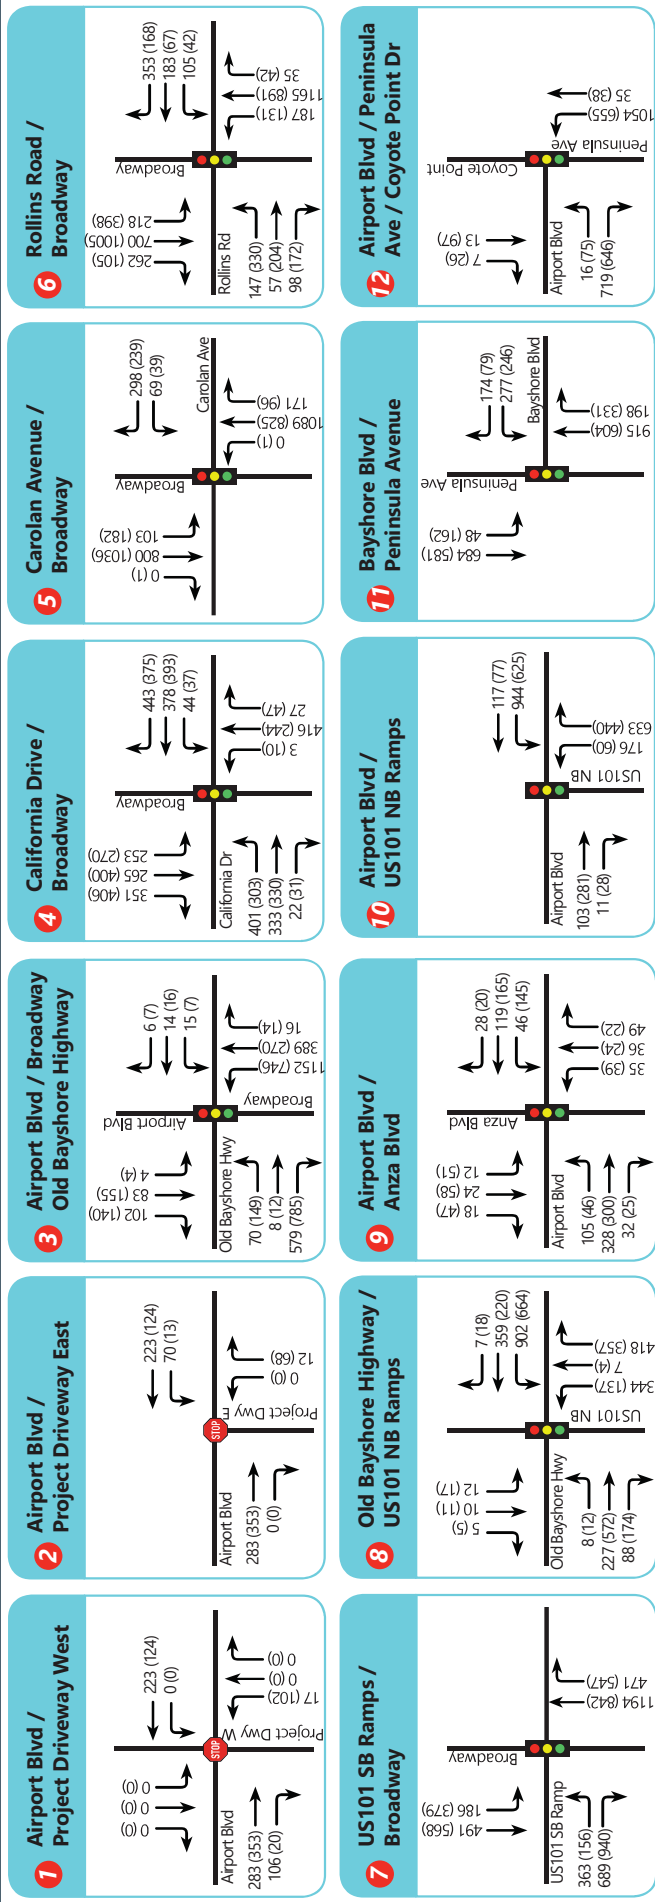 1
Airport Blvd /
Project Driveway West
0 (0)
0 (0)
0 (0)
223 (124)
0 (0)
Airport Blvd
283 (353)
106 (20)
Project Dwy W
17 (102)
0 (0)
0 (0)
STOP
2
Airport Blvd /
Project Driveway East
223 (124)
70 (13)
Airport Blvd
283 (353)
0 (0)
Project Dwy E
0 (0)
12 (68)
STOP
3
Airport Blvd / Broadway
Old Bayshore Highway
102 (140)
83 (155)
4 (4)
Airport Blvd
6 (7)
14 (16)
15 (7)
Old Bayshore Hwy
70 (149)
8 (12)
579 (785)
Broadway
1152 (746)
389 (270)
16 (14)
4
California Drive /
Broadway
351 (406)
265 (400)
253 (270)
Broadway
443 (375)
378 (393)
44 (37)
California Dr
401 (303)
333 (330)
22 (31)
3 (10)
416 (244)
27 (47)
5
Carolan Avenue /
Broadway
0 (1)
800 (1036)
103 (182)
Broadway
298 (239)
69 (39)
Carolan Ave
0 (1)
1089 (825)
171 (96)
6
Rollins Road /
Broadway
262 (105)
700 (1005)
218 (398)
Broadway
353 (168)
183 (67)
105 (42)
Rollins Rd
147 (330)
57 (204)
98 (172)
187 (131)
1165 (891)
35 (42)
7
US101 SB Ramps /
Broadway
491 (568)
186 (379)
Broadway
US101 SB Ramp
363 (156)
689 (940)
1194 (842)
471 (547)
8
Old Bayshore Highway /
US101 NB Ramps
5 (5)
10 (11)
12 (17)
7 (18)
359 (220)
902 (664)
Old Bayshore Hwy
8 (12)
227 (572)
88 (174)
US101 NB
344 (137)
7 (4)
418 (357)
9
Airport Blvd /
Anza Blvd
18 (47)
24 (58)
12 (51)
Anza Blvd
28 (20)
119 (165)
46 (145)
Airport Blvd
105 (46)
328 (300)
32 (25)
35 (39)
36 (24)
49 (22)
10
Airport Blvd /
US101 NB Ramps
117 (77)
944 (625)
Airport Blvd
103 (281)
11 (28)
US101 NB
176 (60)
633 (440)
11
Bayshore Blvd /
Peninsula Avenue
684 (581)
48 (162)
Peninsula Ave
174 (79)
277 (246)
Bayshore Blvd
915 (604)
198 (331)
12
Airport Blvd / Peninsula
Ave / Coyote Point Dr
7 (26)
13 (97)
Coyote Point
Airport Blvd
16 (75)
719 (646)
Peninsula Ave
1054 (655)
35 (38)